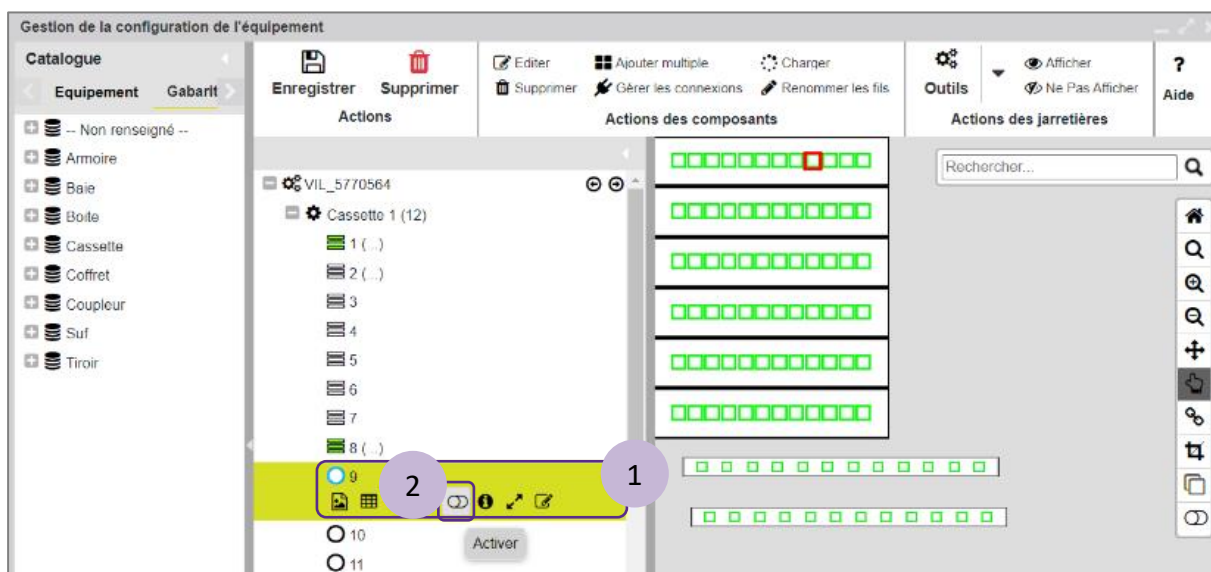 Gestion de la configuration de l'équipement
Catalogue
Equipement Gabarit
-- Non renseigné --
Armoire
Baie
Boite
Cassette
Coffret
Coupleur
Suf
Tiroir
Enregistrer Supprimer
Actions
Editer Ajouter multiple Charger
Supprimer Gérer les connexions Renommer les fils
Actions des composants
Outils Afficher
Ne Pas Afficher
Actions des jarretières
?
Aide
VIL_5770564
Cassette 1 (12)
1 (...)
2 (...)
3
4
5
6
7
8 (...)
9
2
1
10
Activer
11
Rechercher...